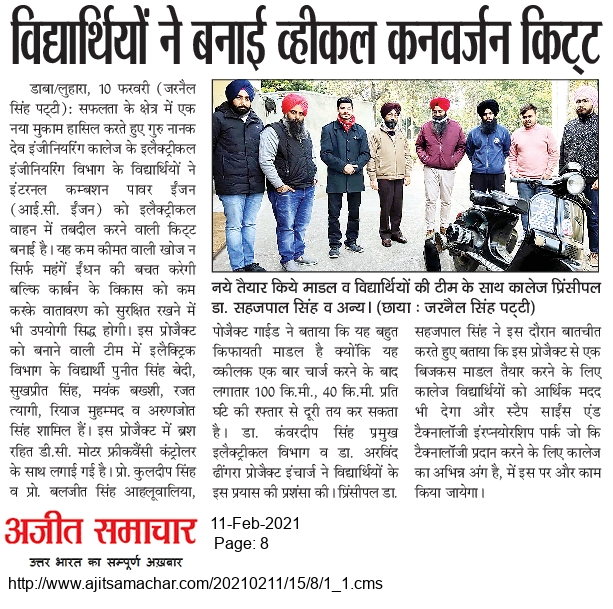 विद्यार्थियों ने बनाई व्हीकल कनवर्जन किट्ट
डाबा/लुहारा, 10 फरवरी (जरनैल
सिंह पट्टी): सफलता के क्षेत्र में एक
नया मुकाम हासिल करते हुए गुरु नानक
देव इंजीनियरिंग कालेज के इलैक्ट्रीकल
इंजीनियरिंग विभाग के विद्यार्थियों ने
इंटरनल कम्बशन पावर ईंजन
(आई.सी. ईंजन) को इलैक्ट्रीकल
वाहन में तबदील करने वाली किट्ट
बनाई है। यह कम कीमत वाली खोज न
सिर्फ महंगें ईंधन की बचत करेगी
बल्कि कार्बन के विकास को कम
करके वातावरण को सुरक्षित रखने में
भी उपयोगी सिद्ध होगी। इस प्रोजैक्ट
को बनाने वाली टीम में इलैक्ट्रिक
विभाग के विद्यार्थी पुनीत सिंह बेदी,
सुखप्रीत सिंह, मयंक बख्शी, रजत
त्यागी, रियाज मुहम्मद व अरुणजोत
सिंह शामिल हैं। इस प्रोजैक्ट में ब्रश
रहित डी.सी. मोटर फ्रीकवैंसी कंट्रोलर
के साथ लगाई गई है। प्रो. कुलदीप सिंह
व प्रो. बलजीत सिंह आहलूवालिया,
नये तैयार किये माडल व विद्यार्थियों की टीम के साथ कालेज प्रिंसीपल
डा. सहजपाल सिंह व अन्य। (छाया : जरनैल सिंह पट्टी)
पोजैक्ट गाईड ने बताया कि यह बहुत
किफायती माडल है क्योंकि यह
व्कीलक एक बार चार्ज करने के बाद
लगातार 100 कि.मी., 40 कि.मी. प्रति
घंटे की रफ्तार से दूरी तय कर सकता
है। डा. कंवरदीप सिंह प्रमुख
इलैक्ट्रीकल विभाग व डा. अरविंद
ढींगरा प्रोजैक्ट इंचार्ज ने विद्यार्थियों के
इस प्रयास की प्रशसा की। प्रिंसीपल डा.
सहजपाल सिंह ने इस दौरान बातचीत
करते हुए बताया कि इस प्रोजैक्ट से एक
बिजकस माडल तैयार करने के लिए
कालेज विद्यार्थियों को आर्थिक मदद
भी देगा और स्टेप साईंस एंड
टैक्नालॉजी इंरप्नयोरशिप पार्क जो कि
टैक्नालॉजी प्रदान करने के लिए कालेज
का अभिन्न अंग है, में इस पर और काम
किया जायेगा।
अजीत समाचार
उत्तर भारत का सम्पूर्ण अख़बार
11-Feb-2021
Page: 8
http://www.ajitsamachar.com/20210211/15/8/1_1.cms